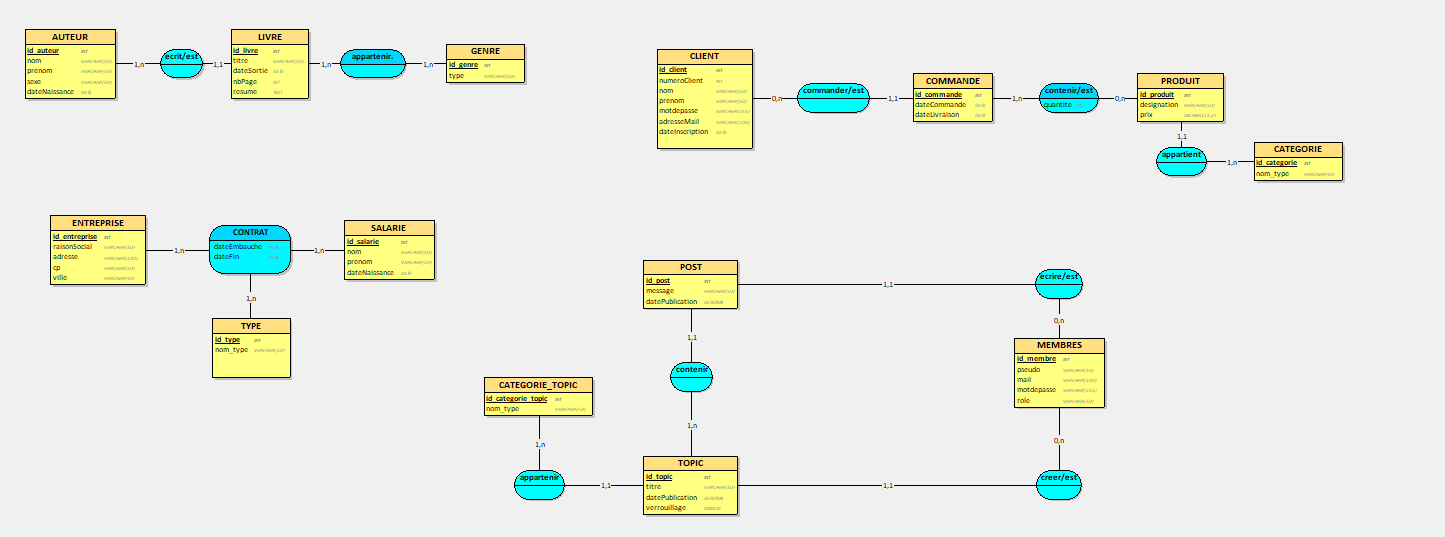 AUTEUR
id_auteur INT
nom VARCHAR(50)
prenom VARCHAR(50)
sexe VARCHAR(50)
dateNaissance DATE
1,n
ecrit/est
1,1
LIVRE
id_livre INT
titre VARCHAR(50)
dateSortie DATE
nbPage INT
resume TEXT
1,n
appartenir.
1,n
GENRE
id_genre INT
type VARCHAR(50)
CLIENT
id_client INT
numeroClient INT
nom VARCHAR(50)
prenom VARCHAR(50)
motdepasse VARCHAR(255)
adresseMail VARCHAR(100)
dateInscription DATE
0,n
commander/est
1,1
COMMANDE
id_commande INT
dateCommande DATE
dateLivraison DATE
1,n
contenir/est
quantite
0,n
PRODUIT
id_produit INT
designation VARCHAR(50)
prix
1,1
appartient
1,n
CATEGORIE
id_categorie INT
nom_type VARCHAR(50)
ENTREPRISE
id_entreprise INT
raisonSocial VARCHAR(50)
adresse VARCHAR(100)
cp VARCHAR(50)
ville VARCHAR(50)
1,n
CONTRAT
dateEmbauche DATE
dateFin DATE
1,n
SALARIE
id_salarie INT
nom VARCHAR(50)
prenom VARCHAR(50)
dateNaissance DATE
1,n
TYPE
id_type INT
nom_type VARCHAR(50)
POST
id_post INT
message VARCHAR(50)
datePublication DATETIME
1,1
ecrire/est
0,n
MEMBRES
id_membre INT
pseudo VARCHAR(50)
mail VARCHAR(100)
motdepasse VARCHAR(255)
role VARCHAR(50)
1,1
contenir
1,n
CATEGORIE_TOPIC
id_categorie_topic INT
nom_type VARCHAR(50)
1,n
appartenir
1,1
TOPIC
id_topic INT
titre VARCHAR(50)
datePublication DATETIME
verrouillage
1,1
creer/est
0,n